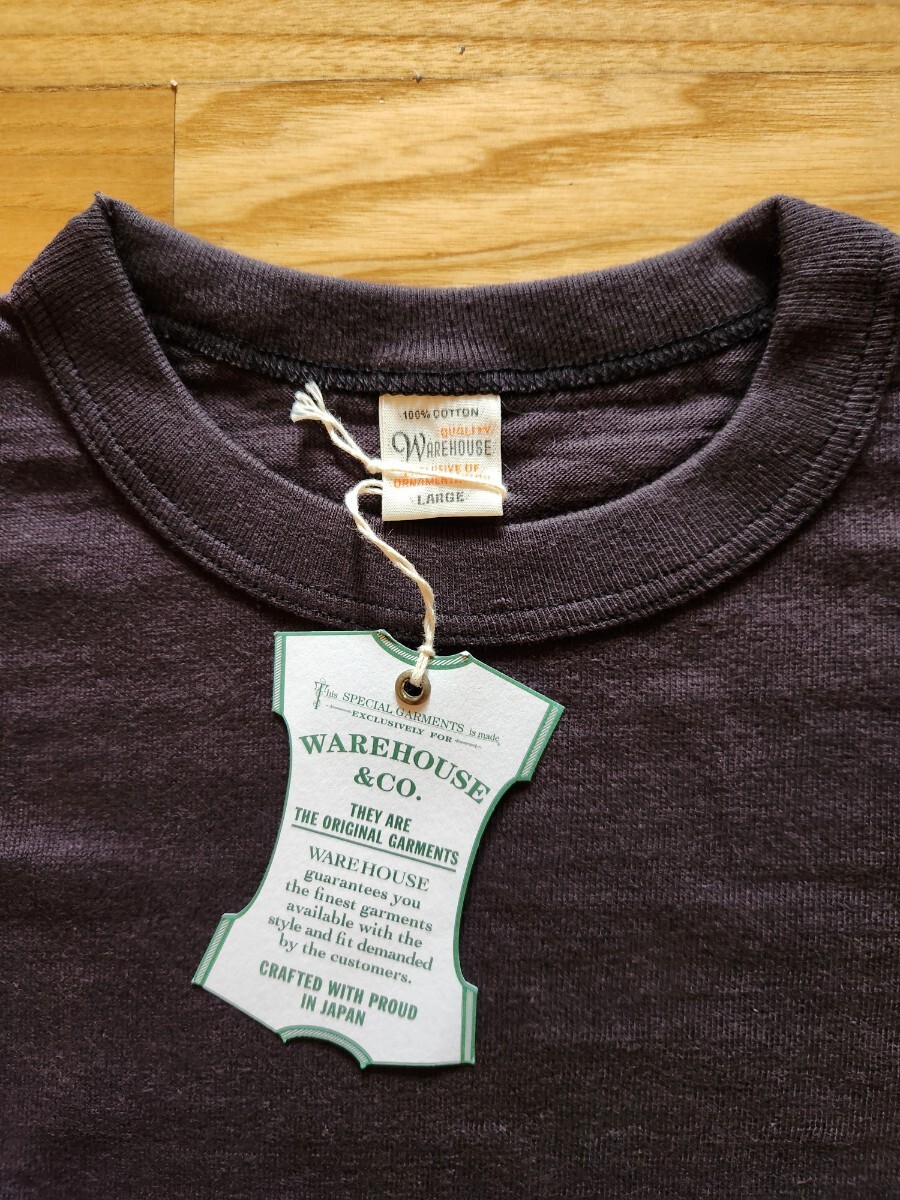 100% COTTON
QUALITY
WAREHOUSE
OF
LARGE
This SPECIAL GARMENTS is made
EXCLUSIVELY FOR
WAREHOUSE
&CO.
THEY ARE
THE ORIGINAL GARMENTS
WAREHOUSE
guarantees you
the finest garments
available with the
style and fit demanded
by the customers.
CRAFTED WITH PROUD
IN JAPAN